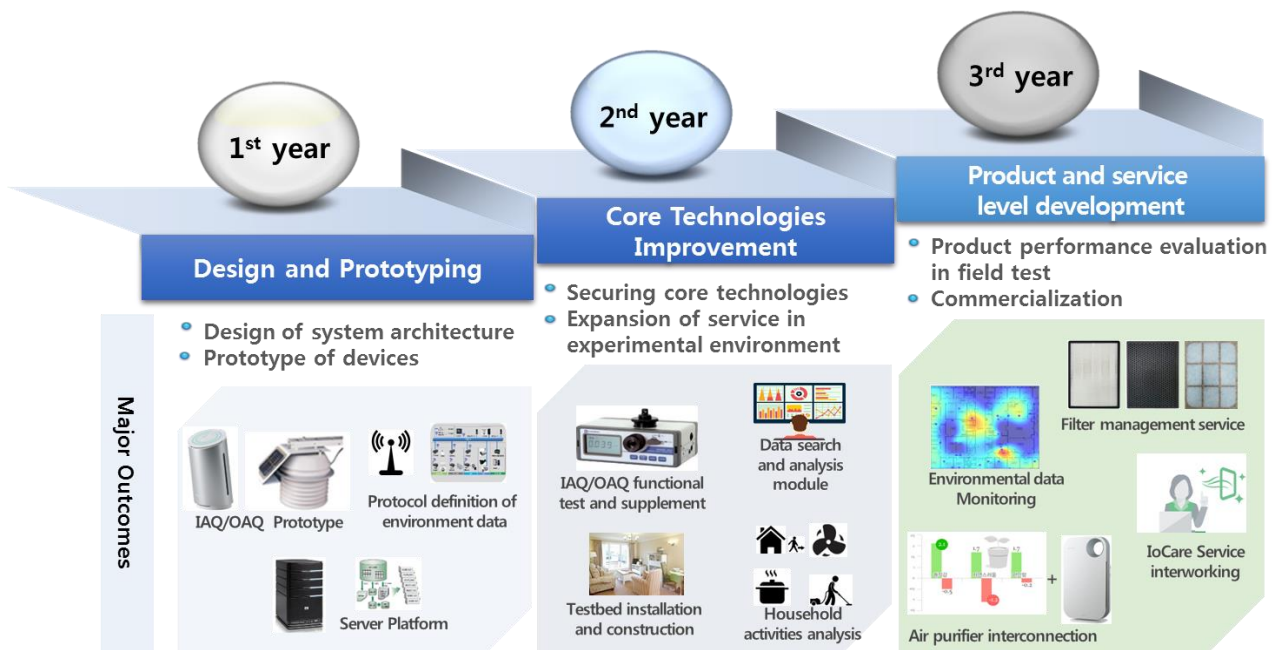 1st year
2nd year
3rd year
Design and Prototyping
Core Technologies
Improvement
Product and service
level development
Design of system architecture
Prototype of devices
Securing core technologies
Expansion of service in
experimental environment
Product performance evaluation
in field test
Commercialization
Major Outcomes
IAQ/OAQ Prototype
Protocol definition of
environment data
Server Platform
IAQ/OAQ functional
test and supplement
Data search
and analysis
module
Testbed installation
and construction
Household
activities analysis
Filter management service
Environmental data
Monitoring
IoCare Service
interworking
+
Air purifier interconnection